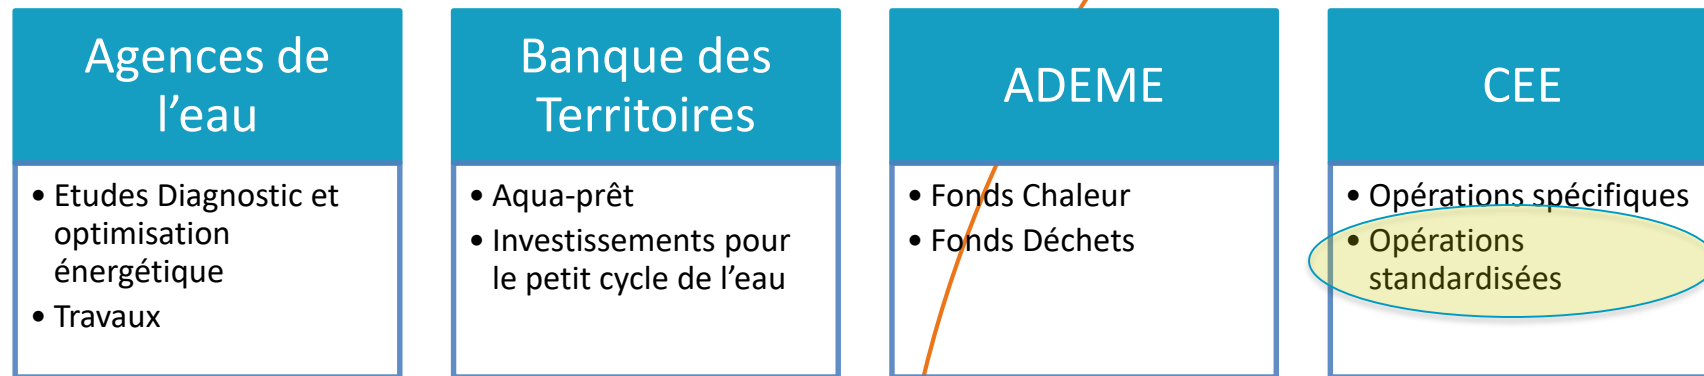 Agences de
l’eau
• Etudes Diagnostic et
optimisation
énergétique
• Travaux
Banque des
Territoires
• Aqua-prêt
• Investissements pour
le petit cycle de l’eau
ADEME
• Fonds Chaleur
• Fonds Déchets
CEE
• Opérations spécifiques
• Opérations
standardisées